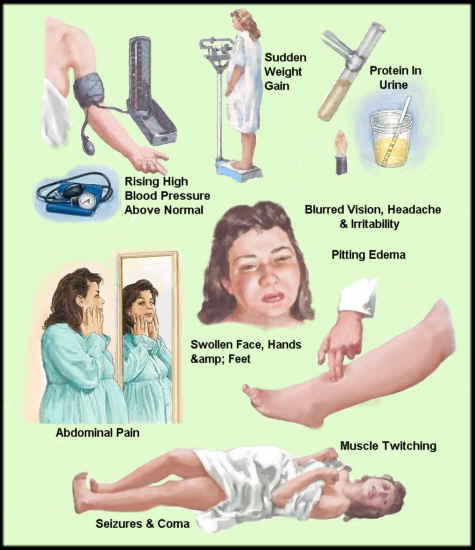 Sudden
Weight
Gain
Protein In
Urine
Rising High
Blood Pressure
Above Normal
Blurred Vision, Headache
& Irritability
Pitting Edema
Swollen Face, Hands
&amp; Feet
Abdominal Pain
Muscle Twitching
Seizures & Coma